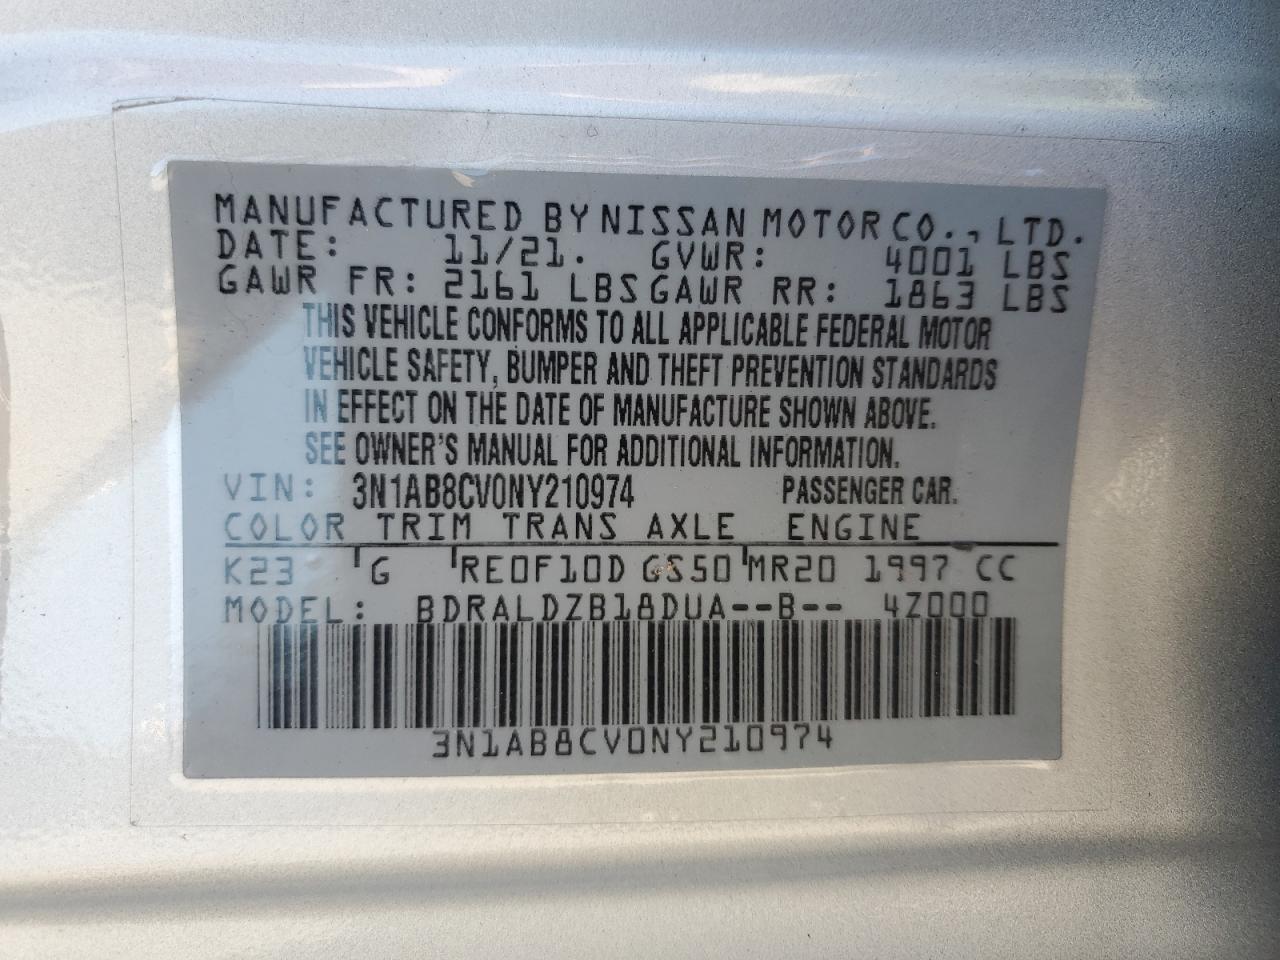 MANUFACTURED BY NISSAN MOTOR CO., LTD.
DATE: 11/21. GVWR: 4001 LBS
GAWR FR: 2161 LBS GAWR RR: 1863 LBS
THIS VEHICLE CONFORMS TO ALL APPLICABLE FEDERAL MOTOR
VEHICLE SAFETY, BUMPER AND THEFT PREVENTION STANDARDS
IN EFFECT ON THE DATE OF MANUFACTURE SHOWN ABOVE.
SEE OWNER'S MANUAL FOR ADDITIONAL INFORMATION.
VIN: 3N1AB8CV0NY210974 PASSENGER CAR.
COLOR TRIM TRANS AXLE ENGINE
K23 G RE0F10D GS50 MR20 1997 CC
MODEL: BDRALDZB18DUA--B-- 4Z000
3N1AB8CV0NY210974